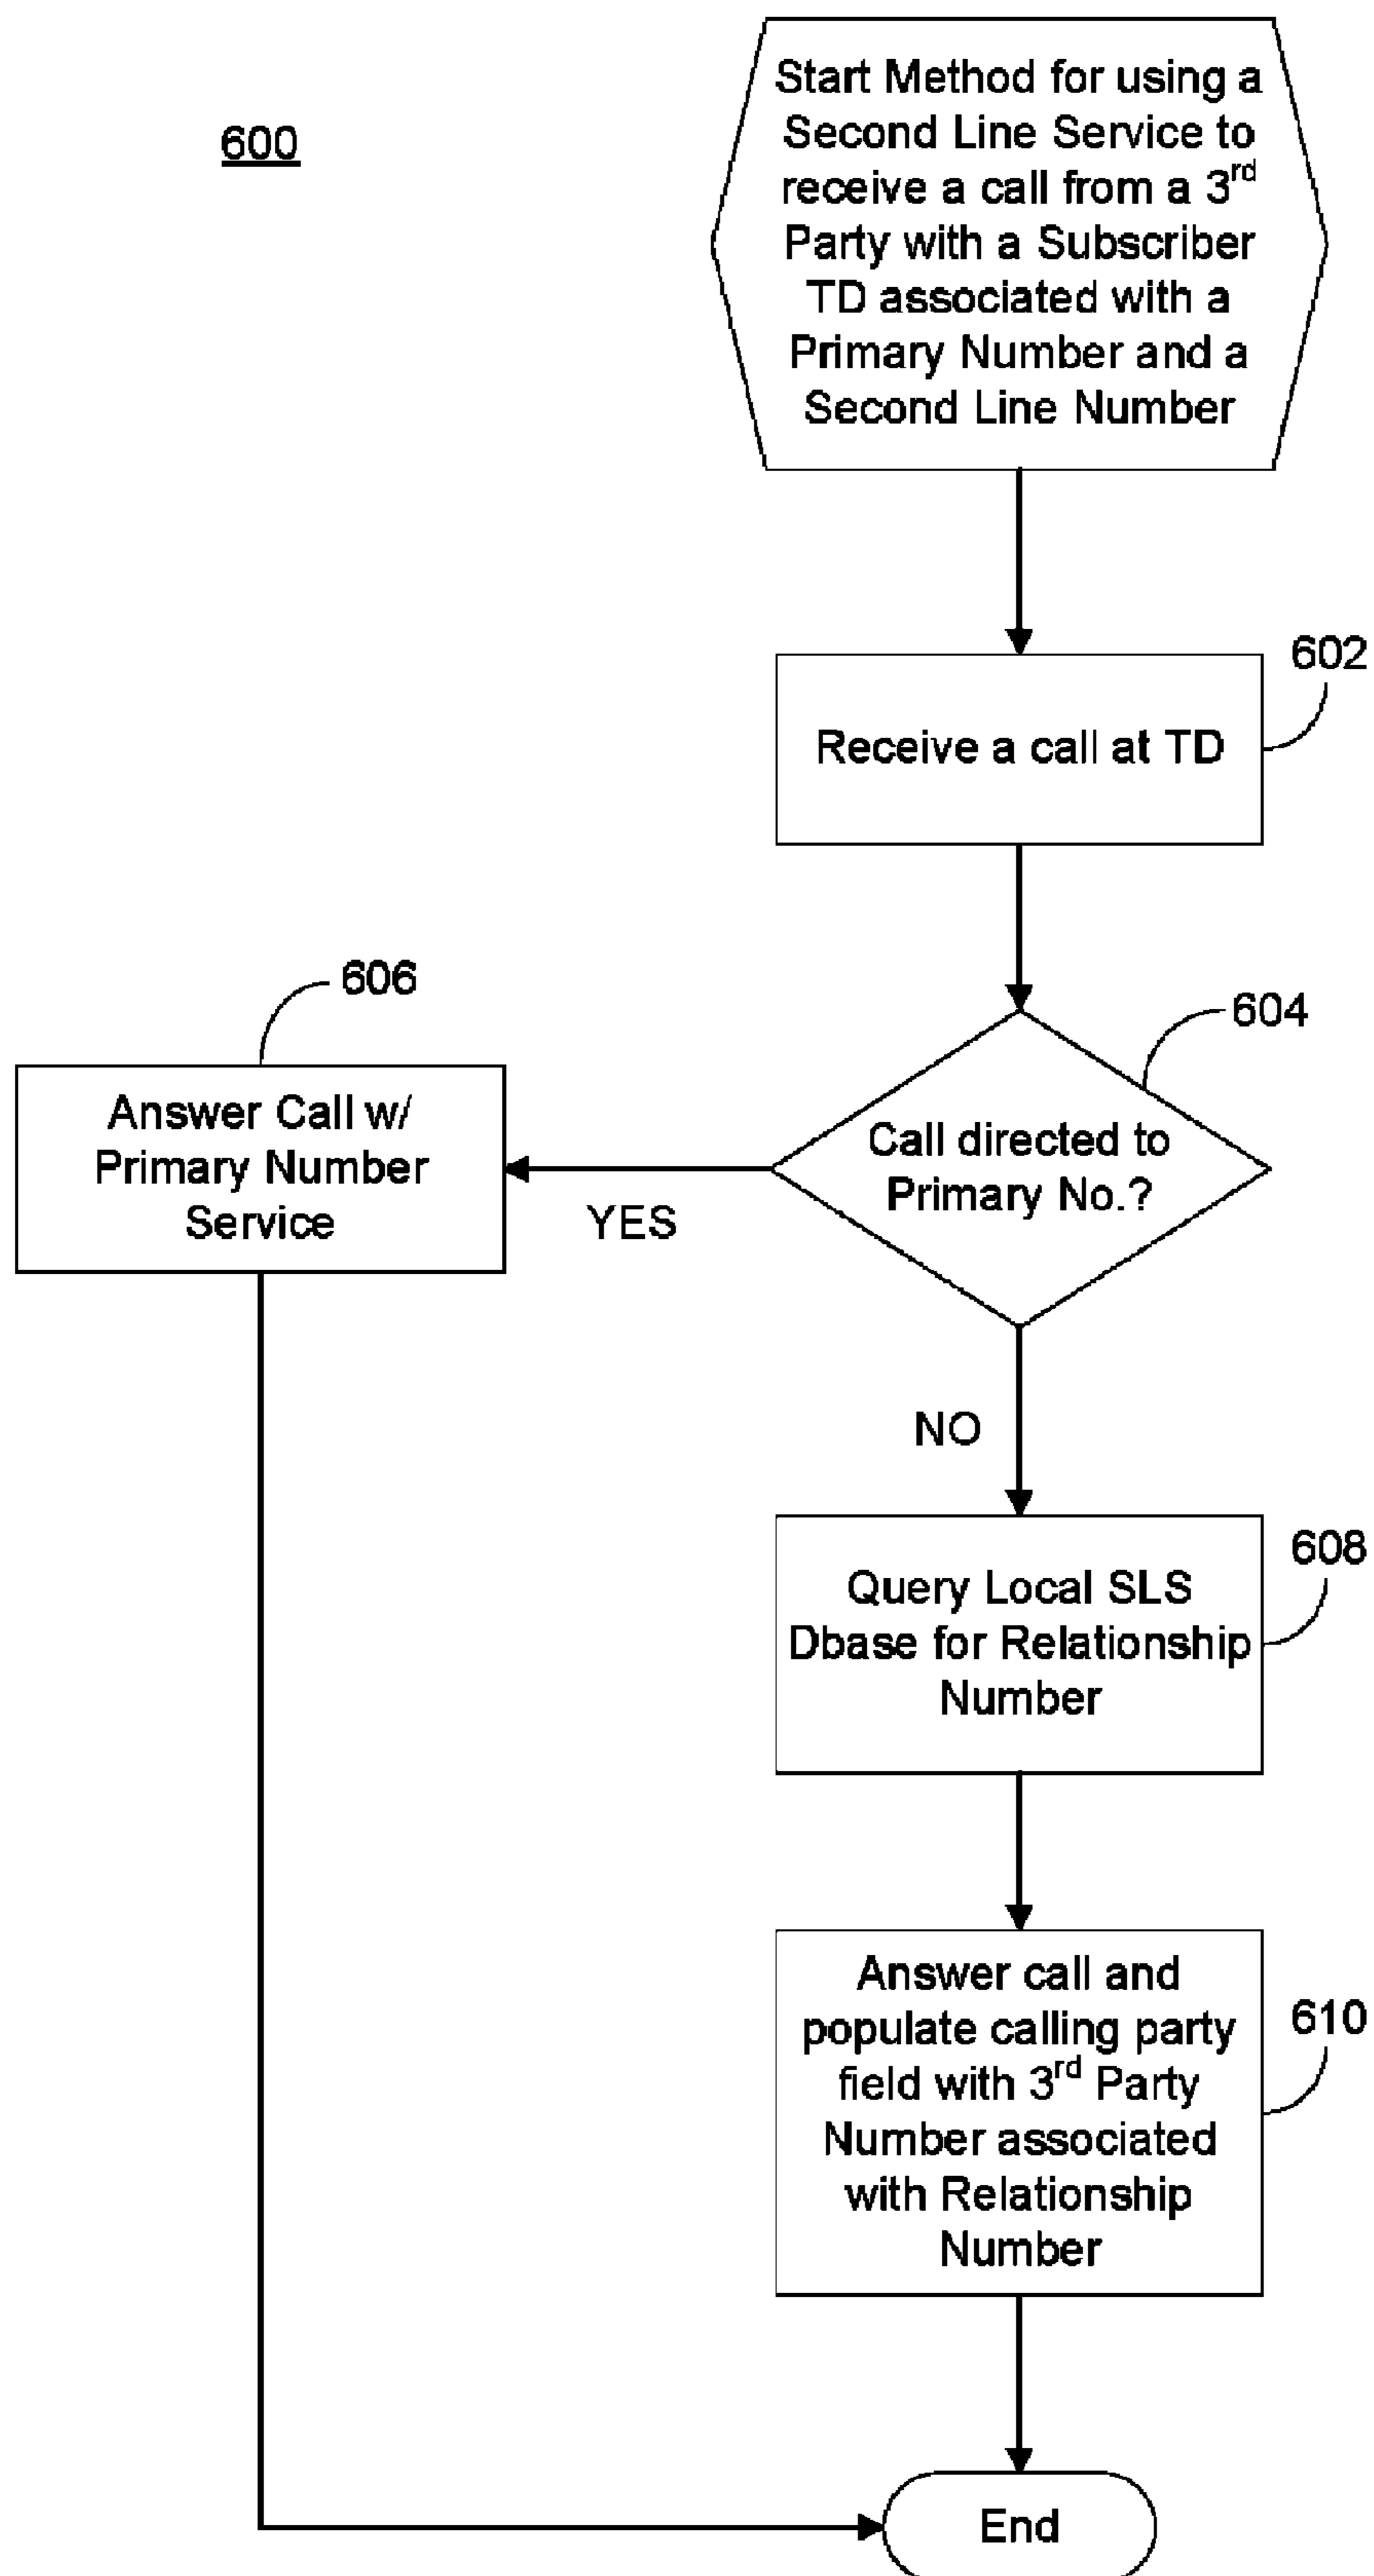 600
Start Method for using a
Second Line Service to
receive a call from a 3rd
Party with a Subscriber
TD associated with a
Primary Number and a
Second Line Number
602
Receive a call at TD
606
604
Answer Call w/
Primary Number
Service
Call directed to
Primary No.?
YES
NO
608
Query Local SLS
Dbase for Relationship
Number
610
Answer call and
populate calling party
field with 3rd Party
Number associated
with Relationship
Number
End